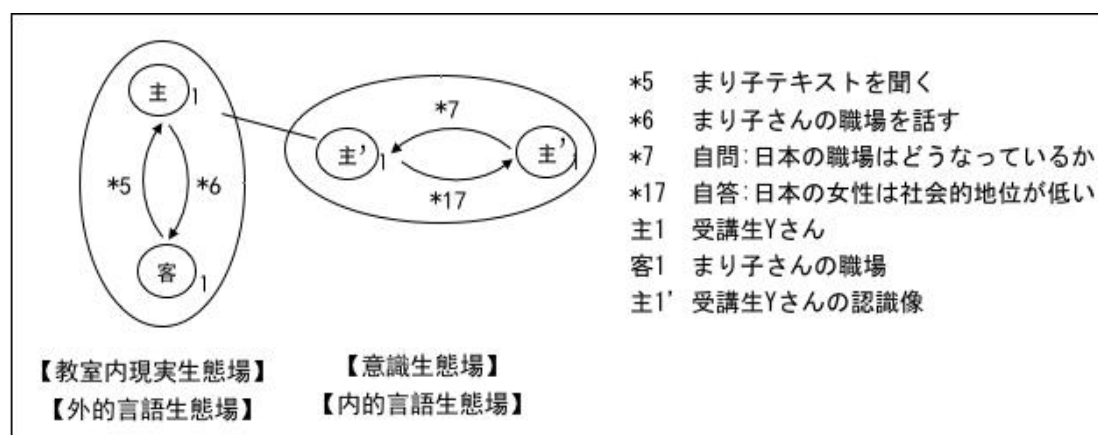 主1
*5
*6
客1
*7
主'1
主'1
*17
【教室内現実生態場】
【外的言語生態場】
【意識生態場】
【内的言語生態場】
*5 まり子テキストを聞く
*6 まり子さんの職場を話す
*7 自問:日本の職場はどうなっているか
*17 自答:日本の女性は社会的地位が低い
主1 受講生Yさん
客1 まり子さんの職場
主1' 受講生Yさんの認識像